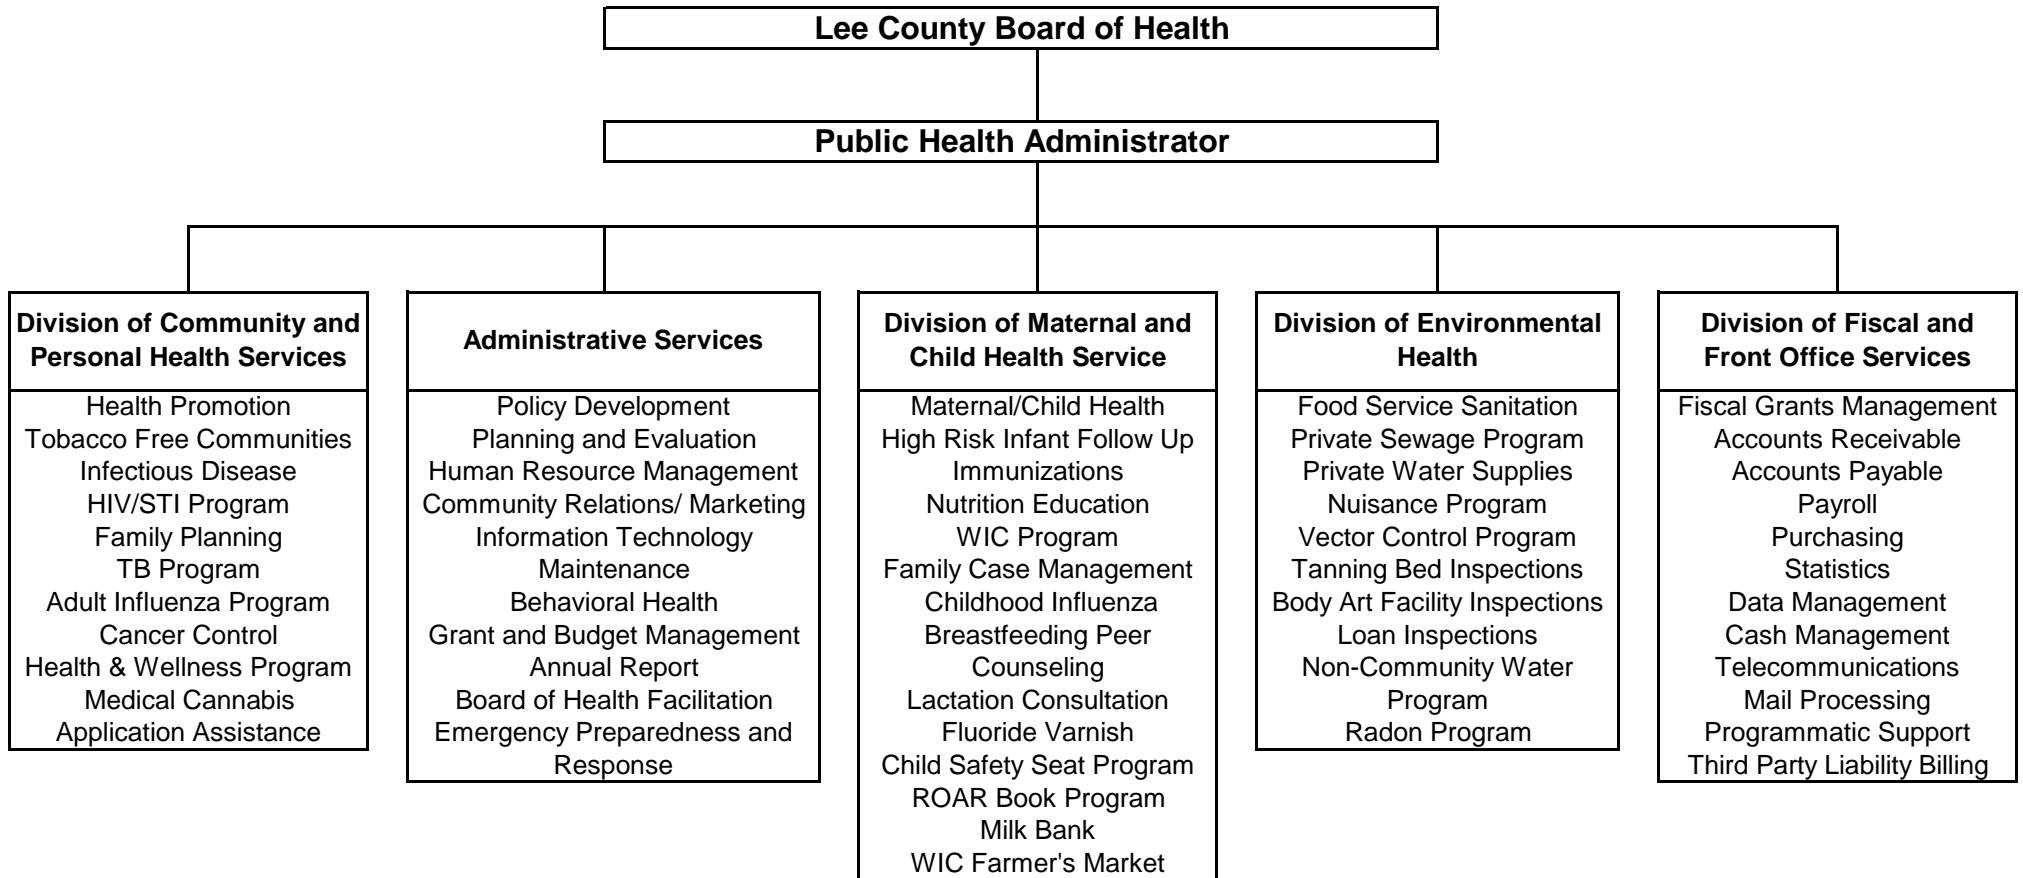 Lee County Board of Health
Public Health Administrator
Division of Community and
Personal Health Services
Health Promotion
Tobacco Free Communities
Infectious Disease
HIV/STI Program
Family Planning
TB Program
Adult Influenza Program
Cancer Control
Health & Wellness Program
Medical Cannabis
Application Assistance
Administrative Services
Policy Development
Planning and Evaluation
Human Resource Management
Community Relations/ Marketing
Information Technology
Maintenance
Behavioral Health
Grant and Budget Management
Annual Report
Board of Health Facilitation
Emergency Preparedness and
Response
Division of Maternal and
Child Health Service
Maternal/Child Health
High Risk Infant Follow Up
Immunizations
Nutrition Education
WIC Program
Family Case Management
Childhood Influenza
Breastfeeding Peer
Counseling
Lactation Consultation
Fluoride Varnish
Child Safety Seat Program
ROAR Book Program
Milk Bank
WIC Farmer's Market
Division of Environmental
Health
Food Service Sanitation
Private Sewage Program
Private Water Supplies
Nuisance Program
Vector Control Program
Tanning Bed Inspections
Body Art Facility Inspections
Loan Inspections
Non-Community Water
Program
Radon Program
Division of Fiscal and
Front Office Services
Fiscal Grants Management
Accounts Receivable
Accounts Payable
Payroll
Purchasing
Statistics
Data Management
Cash Management
Telecommunications
Mail Processing
Programmatic Support
Third Party Liability Billing